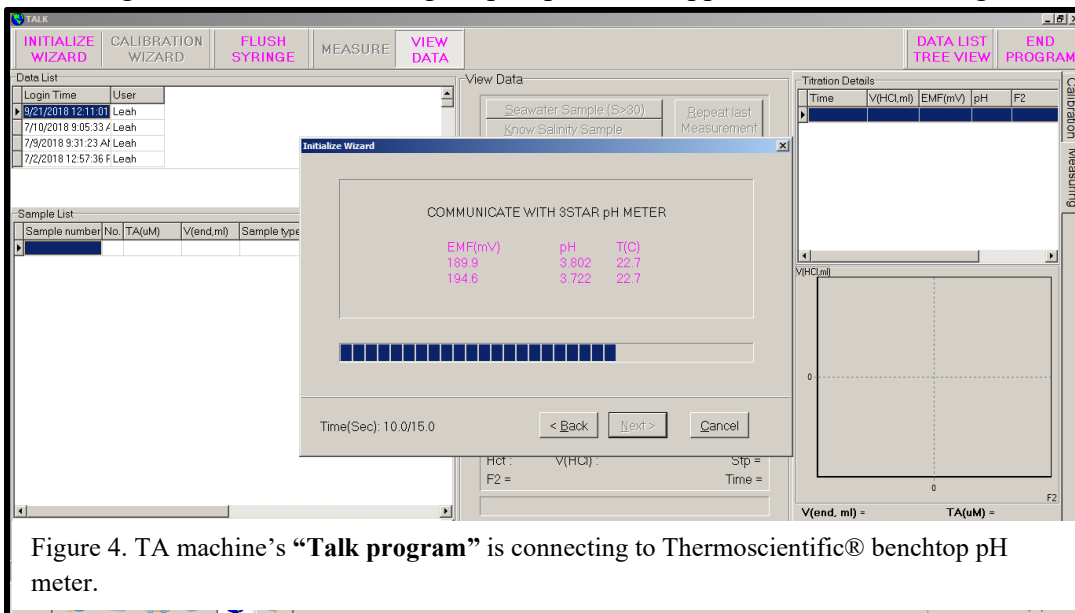 TALK
INITIALIZE WIZARD
CALIBRATION WIZARD
FLUSH SYRINGE
MEASURE
VIEW DATA
DATA LIST TREE VIEW
END PROGRAM
Data List
Login Time User
9/21/2018 12:11:01 Leah
7/10/2018 9:05:33 A Leah
7/9/2018 9:31:23 AM Leah
7/2/2018 12:57:36 P Leah
Sample List
Sample number No. TA(uM) V(end,ml) Sample type
View Data
Seawater Sample (S>30)
Know Salinity Sample
Repeat last
Measurement
Initialize Wizard
COMMUNICATE WITH 3STAR pH METER
EMF(mV) pH T(C)
189.9 3.802 22.7
194.6 3.722 22.7
Time(Sec): 10.0/15.0
< Back
Next >
Cancel
Hct : V(HCl) : Stp =
F2 = Time =
Titration Details
Time V(HCl,ml) EMF(mV) pH F2
Calibration
Measuring
V(HCl,ml)
0
0
F2
V(end, ml) = TA(uM) =
Figure 4. TA machine's "Talk program" is connecting to Thermoscientific® benchtop pH
meter.